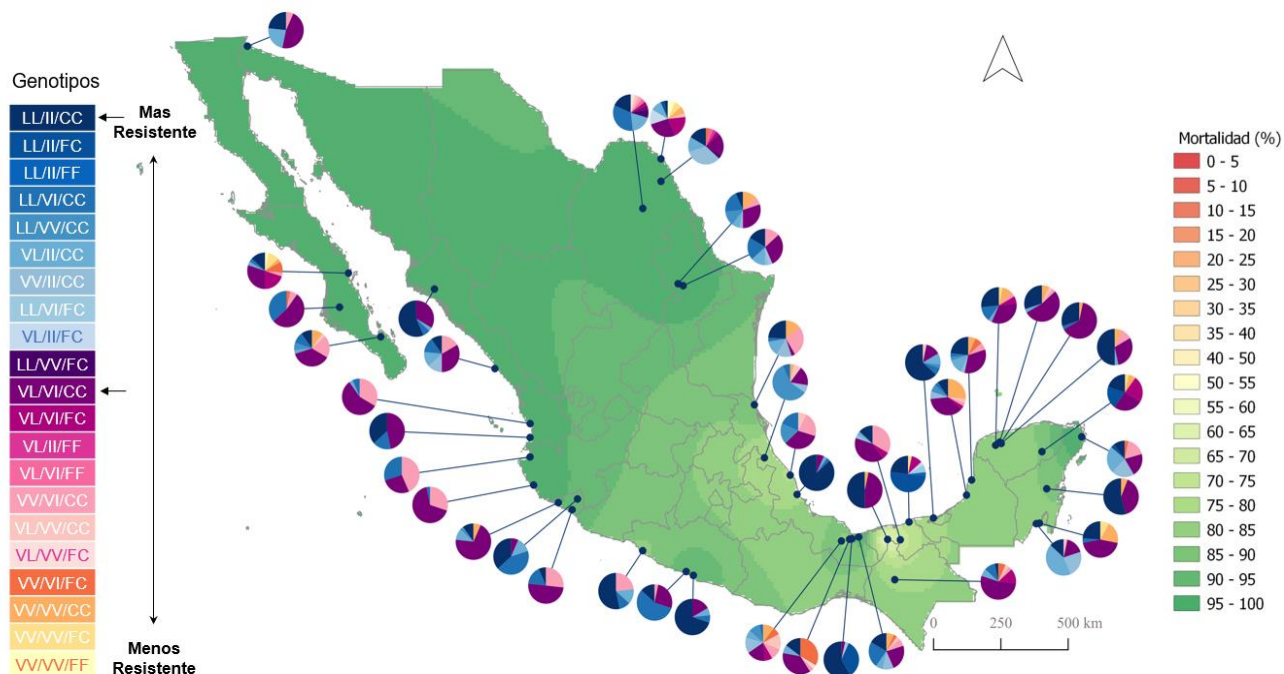 Genotipos
LL/II/CC
LL/II/FC
LL/II/FF
LL/VI/CC
LL/VV/CC
VL/II/CC
VV/II/CC
LL/VI/FC
VL/II/FC
LL/VV/FC
VL/VI/CC
VL/VI/FC
VL/II/FF
VL/VI/FF
VV/VI/CC
VL/VV/CC
VL/VV/FC
VV/VI/FC
VV/VV/CC
VV/VV/FC
VV/VV/FF
Mas
Resistente
Menos
Resistente
Mortalidad (%)
0 - 5
5 - 10
10 - 15
15 - 20
20 - 25
25 - 30
30 - 35
35 - 40
40 - 50
50 - 55
55 - 60
60 - 65
65 - 70
70 - 75
75 - 80
80 - 85
85 - 90
90 - 95
95 - 100
0 250 500 km